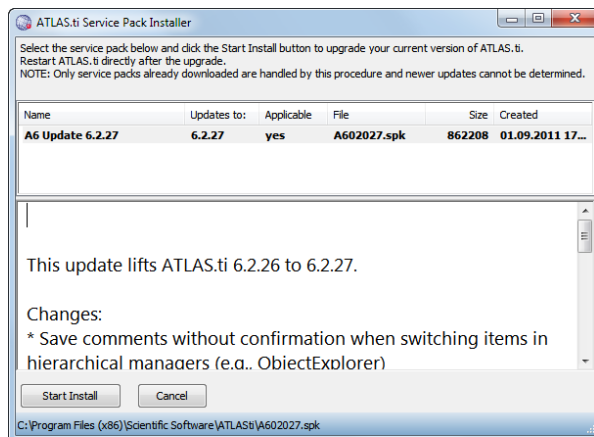 ATLAS.ti Service Pack Installer
Select the service pack below and click the Start Install button to upgrade your current version of ATLAS.ti.
Restart ATLAS.ti directly after the upgrade.
NOTE: Only service packs already downloaded are handled by this procedure and newer updates cannot be determined.
Name Updates to: Applicable File Size Created
A6 Update 6.2.27 6.2.27 yes A602027.spk 862208 01.09.2011 17...
This update lifts ATLAS.ti 6.2.26 to 6.2.27.
Changes:
* Save comments without confirmation when switching items in
hierarchical managers (e.g., ObjectExplorer)
Start Install Cancel
C:\Program Files (x86)\Scientific Software\ATLASti\A602027.spk